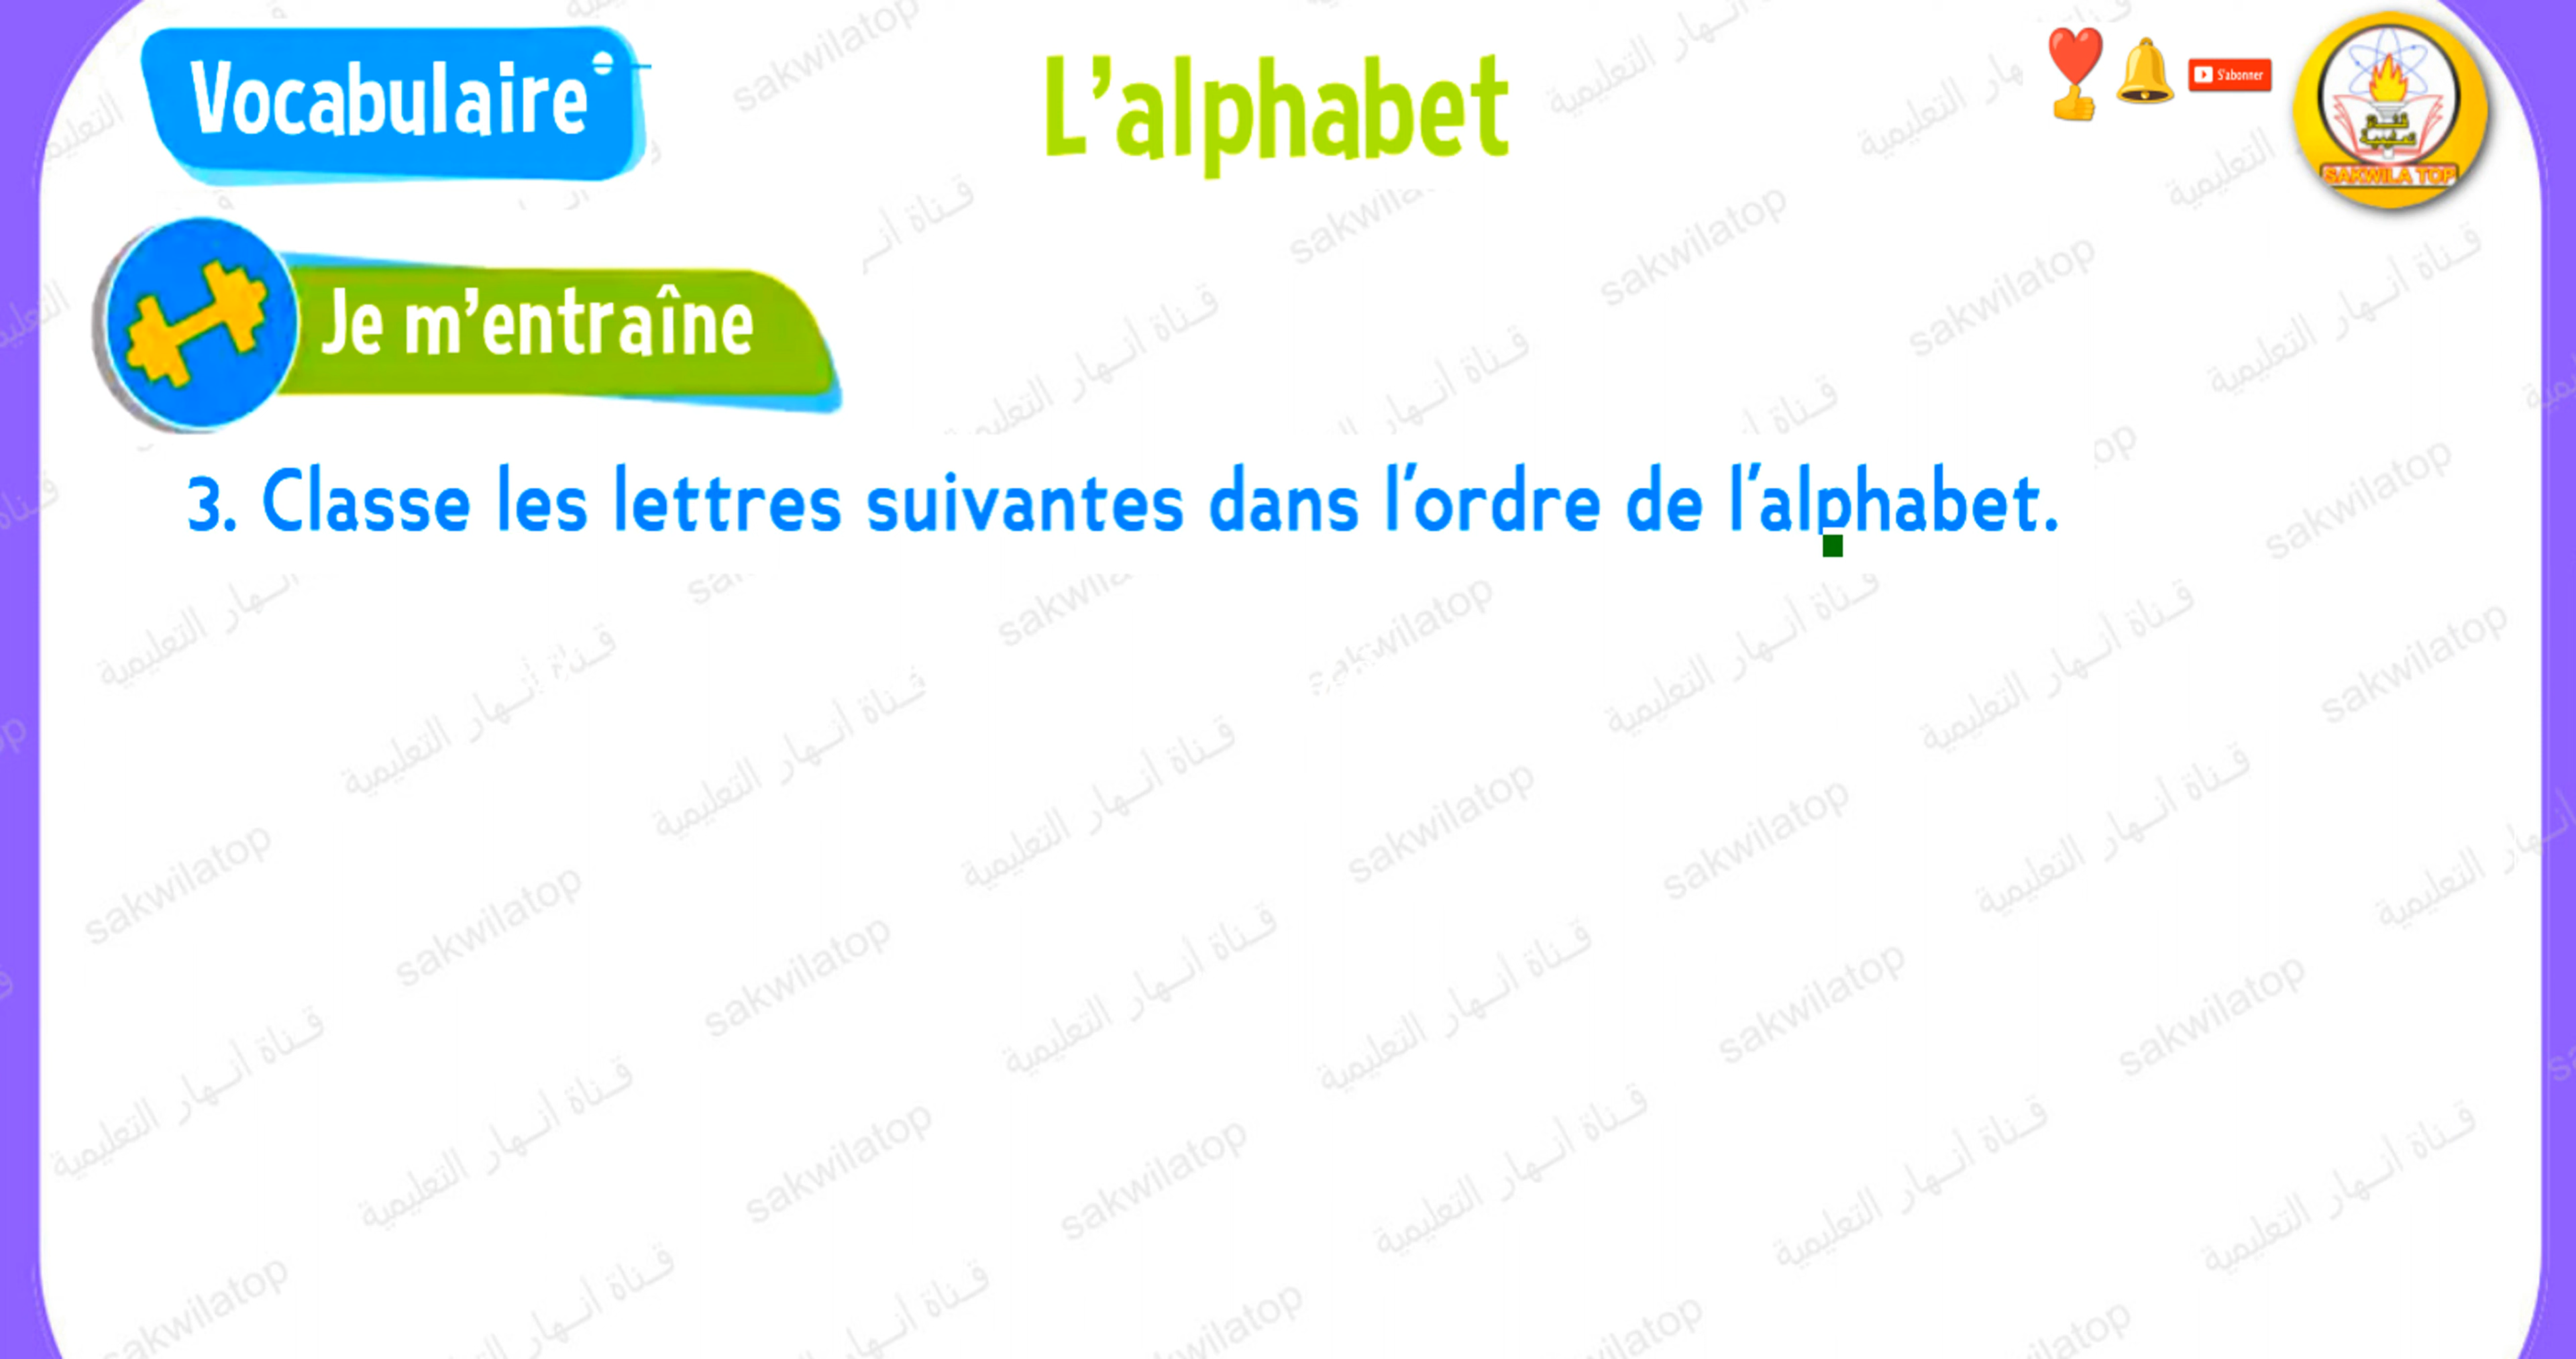 Vocabulaire
L'alphabet
S'abonner
SAKWILA TOP
Je m'entraîne
3. Classe les lettres suivantes dans l'ordre de l'alphabet.
sakwilatop
قناة أنهار التعليمية